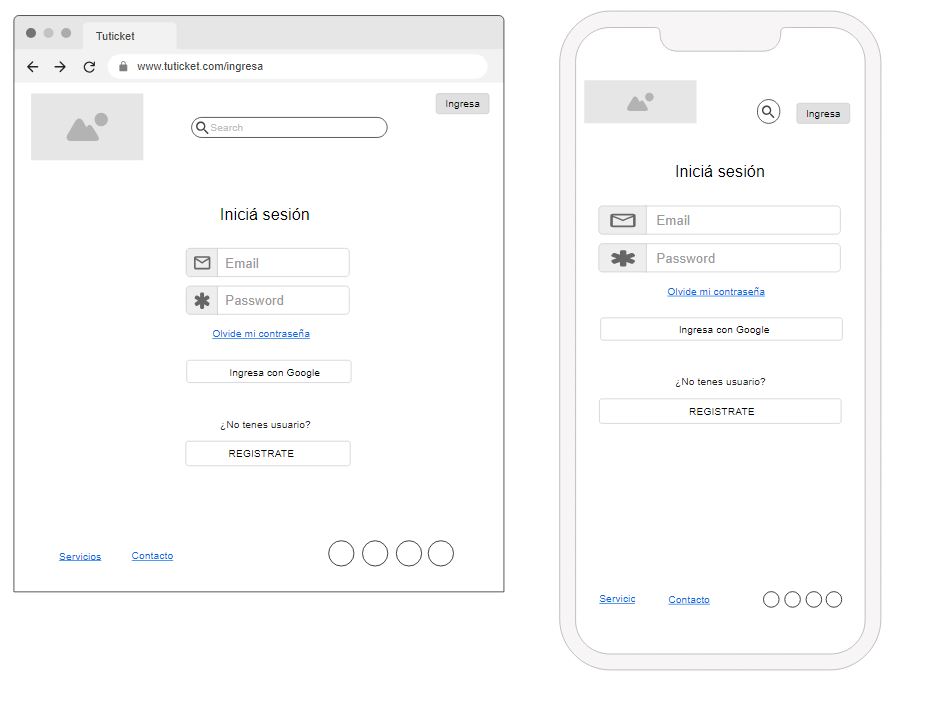 Tuticket
www.tuticket.com/ingresa
Ingresa
Search
Iniciá sesión
Email
Password
Olvide mi contraseña
Ingresa con Google
¿No tenes usuario?
REGISTRATE
Servicios
Contacto
Ingresa
Iniciá sesión
Email
Password
Olvide mi contraseña
Ingresa con Google
¿No tenes usuario?
REGISTRATE
Servicic
Contacto